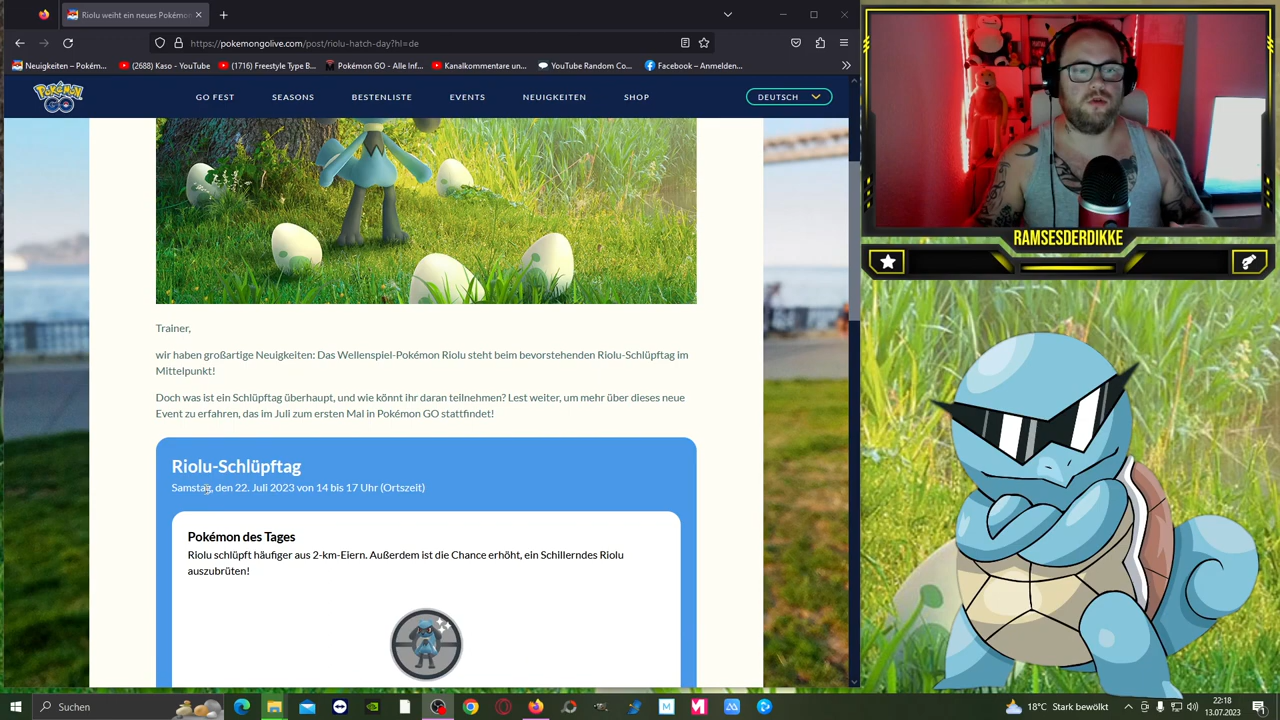 Riolu weiht ein neues Pokémon
https://pokemongolive.com/post/riolu-hatch-day?hl=de
Neuigkeiten – Pokém...
(2688) Kaso - YouTube
(1716) Freestyle Type B...
Pokémon GO - Alle Inf...
Kanalkommentare un...
YouTube Random Co...
Facebook – Anmelden...
POKÉMON GO
GO FEST
SEASONS
BESTENLISTE
EVENTS
NEUIGKEITEN
SHOP
DEUTSCH
RAMSESDERDIKKE
Trainer,
wir haben großartige Neuigkeiten: Das Wellenspiel-Pokémon Riolu steht beim bevorstehenden Riolu-Schlüpftag im
Mittelpunkt!
Doch was ist ein Schlüpftag überhaupt, und wie könnt ihr daran teilnehmen? Lest weiter, um mehr über dieses neue
Event zu erfahren, das im Juli zum ersten Mal in Pokémon GO stattfindet!
Riolu-Schlüpftag
Samstag, den 22. Juli 2023 von 14 bis 17 Uhr (Ortszeit)
Pokémon des Tages
Riolu schlüpft häufiger aus 2-km-Eiern. Außerdem ist die Chance erhöht, ein Schillerndes Riolu
auszubrüten!
Suchen
18°C Stark bewölkt
22:18
13.07.2023